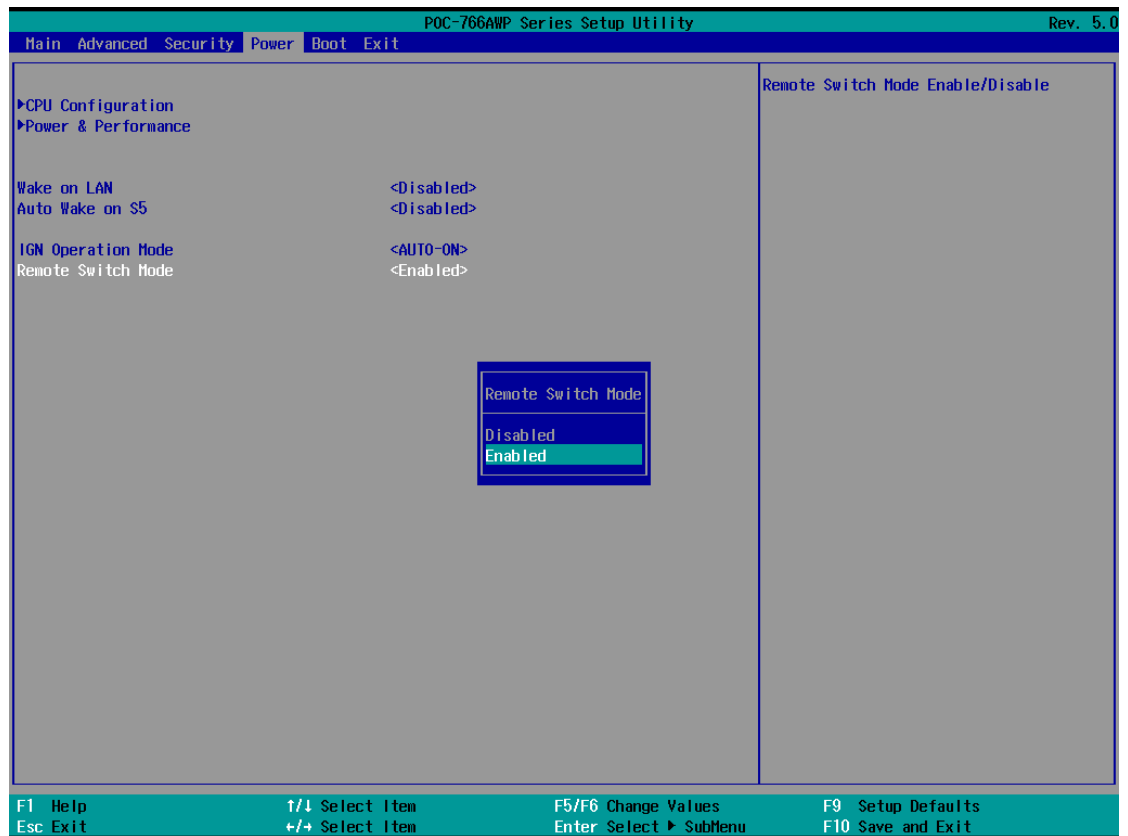 POC-766AWP Series Setup Utility Rev. 5.0
Main Advanced Security Power Boot Exit
Remote Switch Mode Enable/Disable
▶CPU Configuration
▶Power & Performance
Wake on LAN <Disabled>
Auto Wake on S5 <Disabled>
IGN Operation Mode <AUTO-ON>
Remote Switch Mode <Enabled>
Remote Switch Mode
Disabled
Enabled
F1 Help ↑/↓ Select Item F5/F6 Change Values F9 Setup Defaults
Esc Exit ←/→ Select Item Enter Select ▶ SubMenu F10 Save and Exit